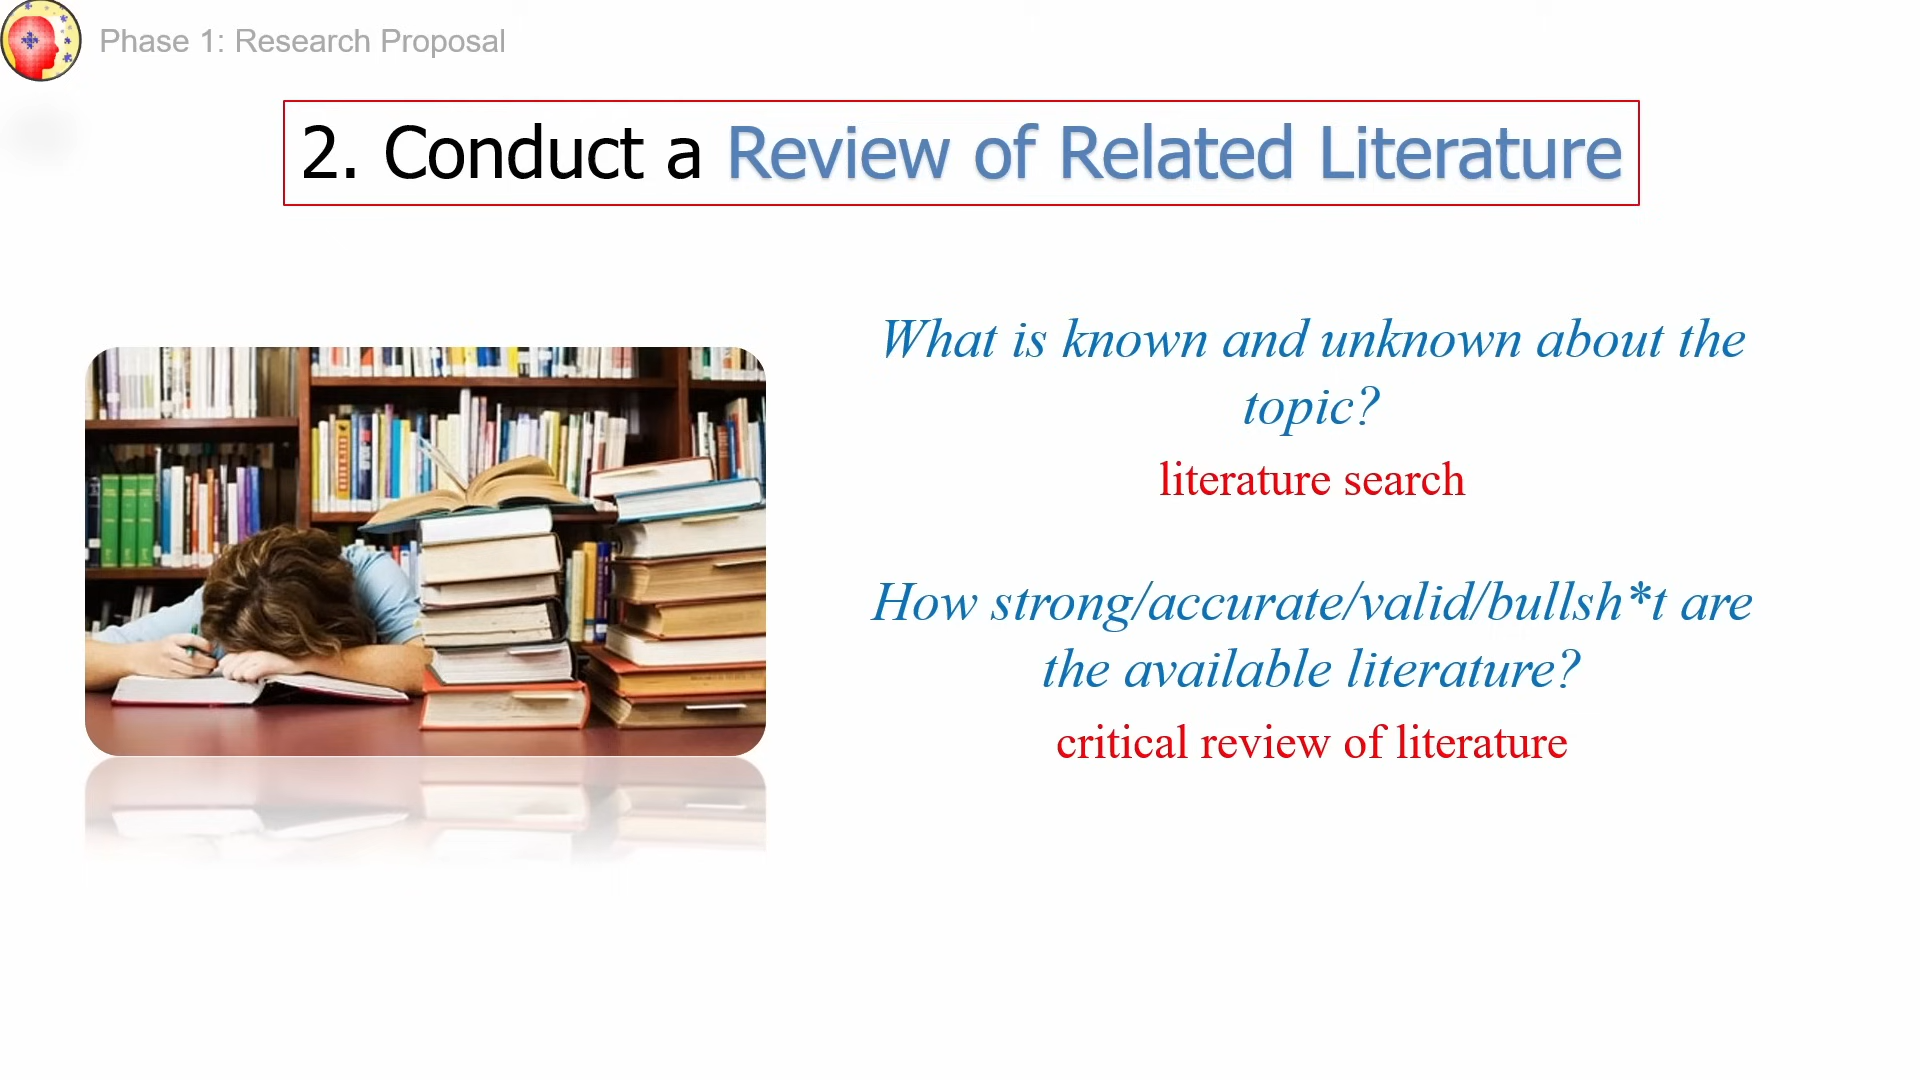 Phase 1: Research Proposal
2. Conduct a Review of Related Literature
What is known and unknown about the
topic?
literature search
How strong/accurate/valid/bullsh*t are
the available literature?
critical review of literature